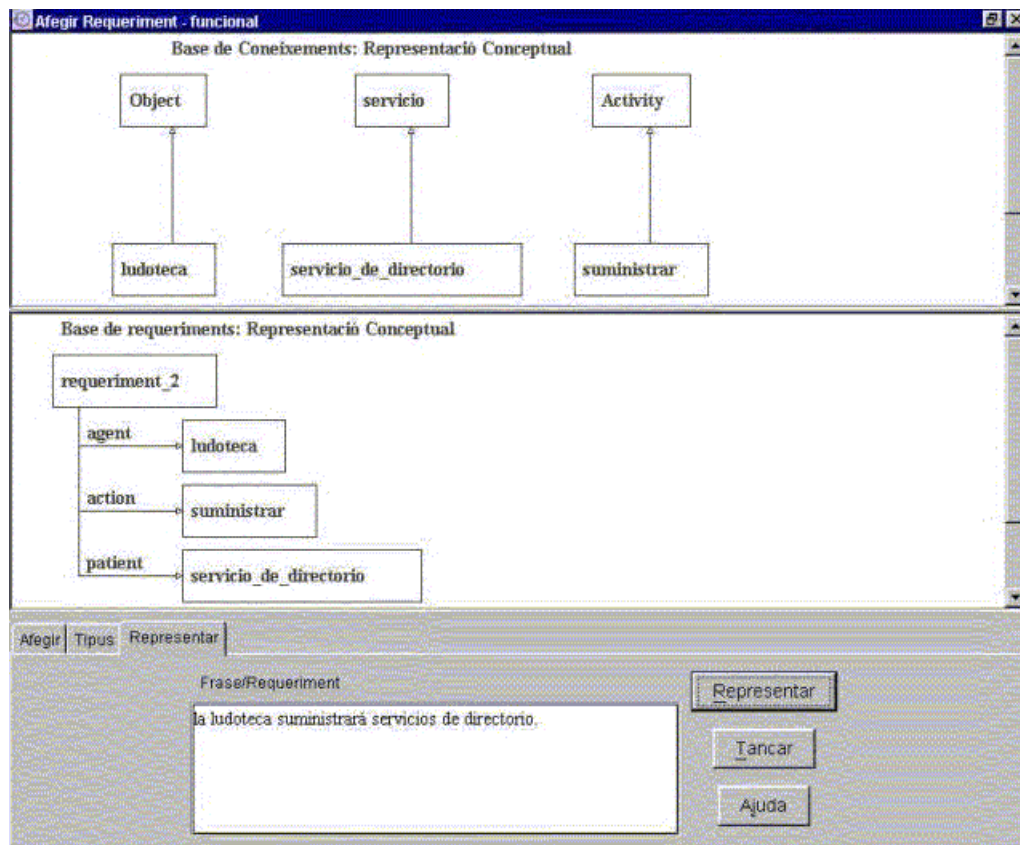 Afegir Requeriment - funcional
Base de Coneixements: Representació Conceptual
Object servicio Activity
ludoteca servicio_de_directorio suministrar
Base de requeriments: Representació Conceptual
requeriment_2
agent
ludoteca
action
suministrar
patient
servicio_de_directorio
Afegir Tipus Representar
Frase/Requeriment
Representar
la ludoteca suministrará servicios de directorio.
Tancar
Ajuda